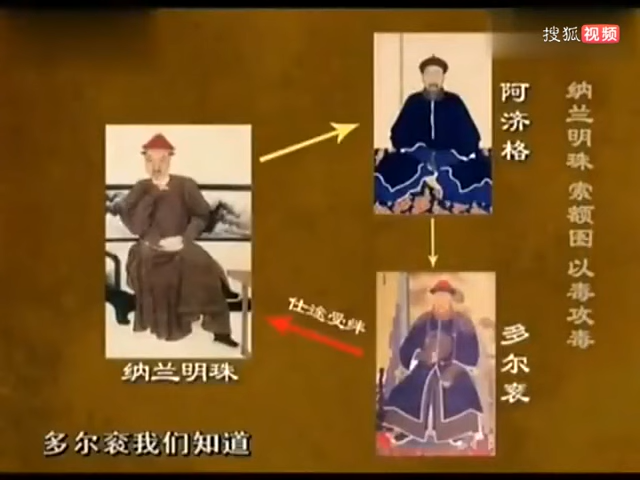 搜狐视频
阿济格
纳兰明珠 索额图 以毒攻毒
仕途受绊
纳兰明珠
多尔衮
多尔衮我们知道